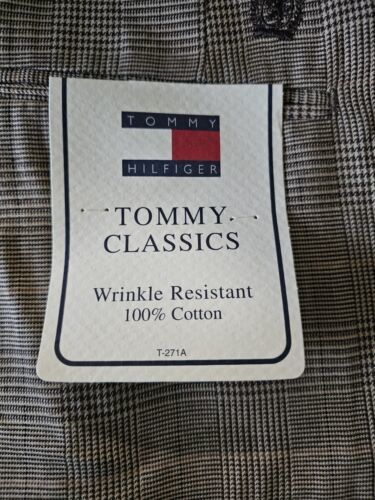 TOMMY
HILFIGER
TOMMY
CLASSICS
Wrinkle Resistant
100% Cotton
T-271A